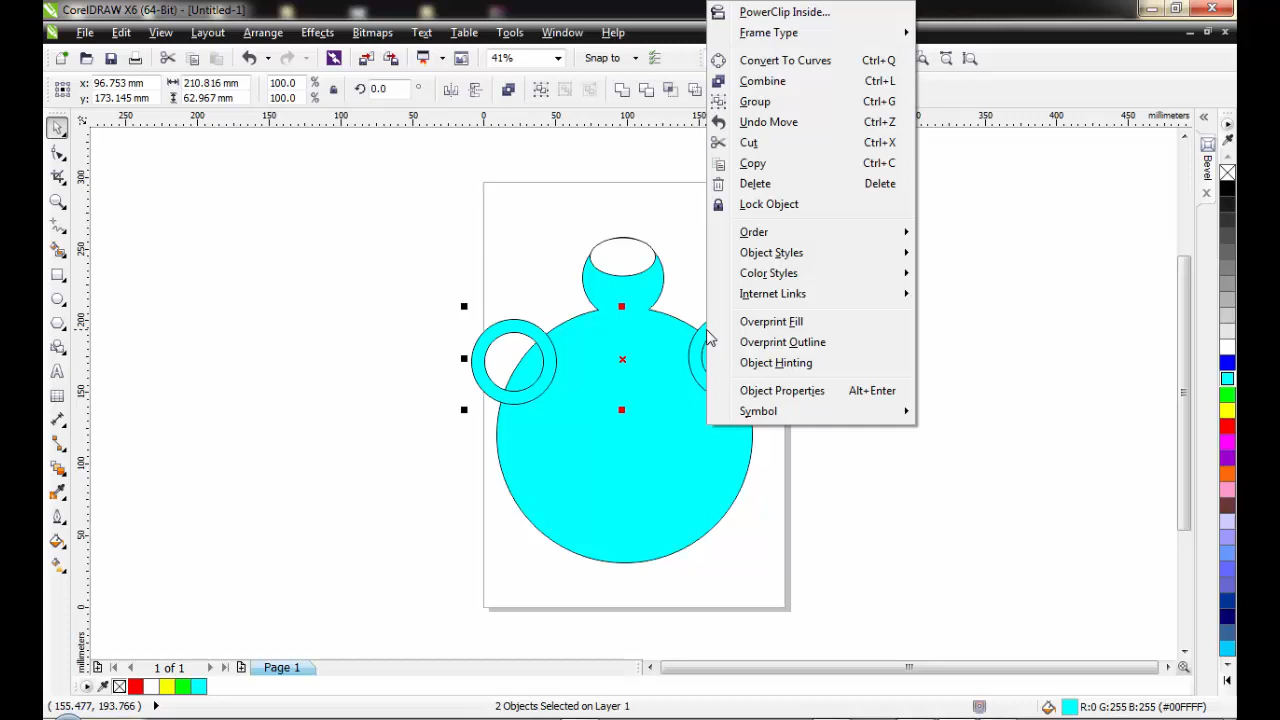 CorelDRAW X6 (64-Bit) - [Untitled-1]
File Edit View Layout Arrange Effects Bitmaps Text Table Tools Window Help
41% Snap to
x: 96.753 mm 210.816 mm 100.0 % 0.0 °
y: 173.145 mm 62.967 mm 100.0 %
250 200 150 100 50 0 50 100 350 400 450 millimeters
300
250
200
150
100
50
0
millimeters
PowerClip Inside...
Frame Type
Convert To Curves Ctrl+Q
Combine Ctrl+L
Group Ctrl+G
Undo Move Ctrl+Z
Cut Ctrl+X
Copy Ctrl+C
Delete Delete
Lock Object
Order
Object Styles
Color Styles
Internet Links
Overprint Fill
Overprint Outline
Object Hinting
Object Properties Alt+Enter
Symbol
Bevel
1 of 1 Page 1
( 155.477, 193.766 ) 2 Objects Selected on Layer 1 R:0 G:255 B:255 (#00FFFF)